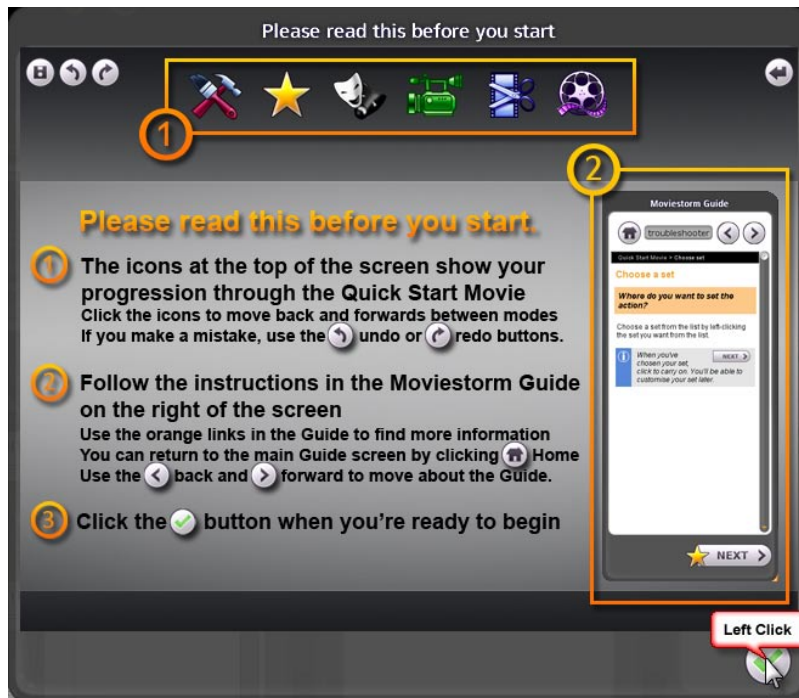 Please read this before you start
1
2
Moviestorm Guide
troubleshooter
Quick Start Movie > Choose set
Choose a set
Where do you want to set the
action?
Choose a set from the list by left-clicking
the set you want from the list.
When you've
chosen your set,
click to carry on. You'll be able to
customise your set later.
NEXT >
NEXT >
Please read this before you start.
1 The icons at the top of the screen show your
progression through the Quick Start Movie
Click the icons to move back and forwards between modes
If you make a mistake, use the undo or redo buttons.
2 Follow the instructions in the Moviestorm Guide
on the right of the screen
Use the orange links in the Guide to find more information
You can return to the main Guide screen by clicking Home
Use the < back and > forward to move about the Guide.
3 Click the button when you're ready to begin
Left Click